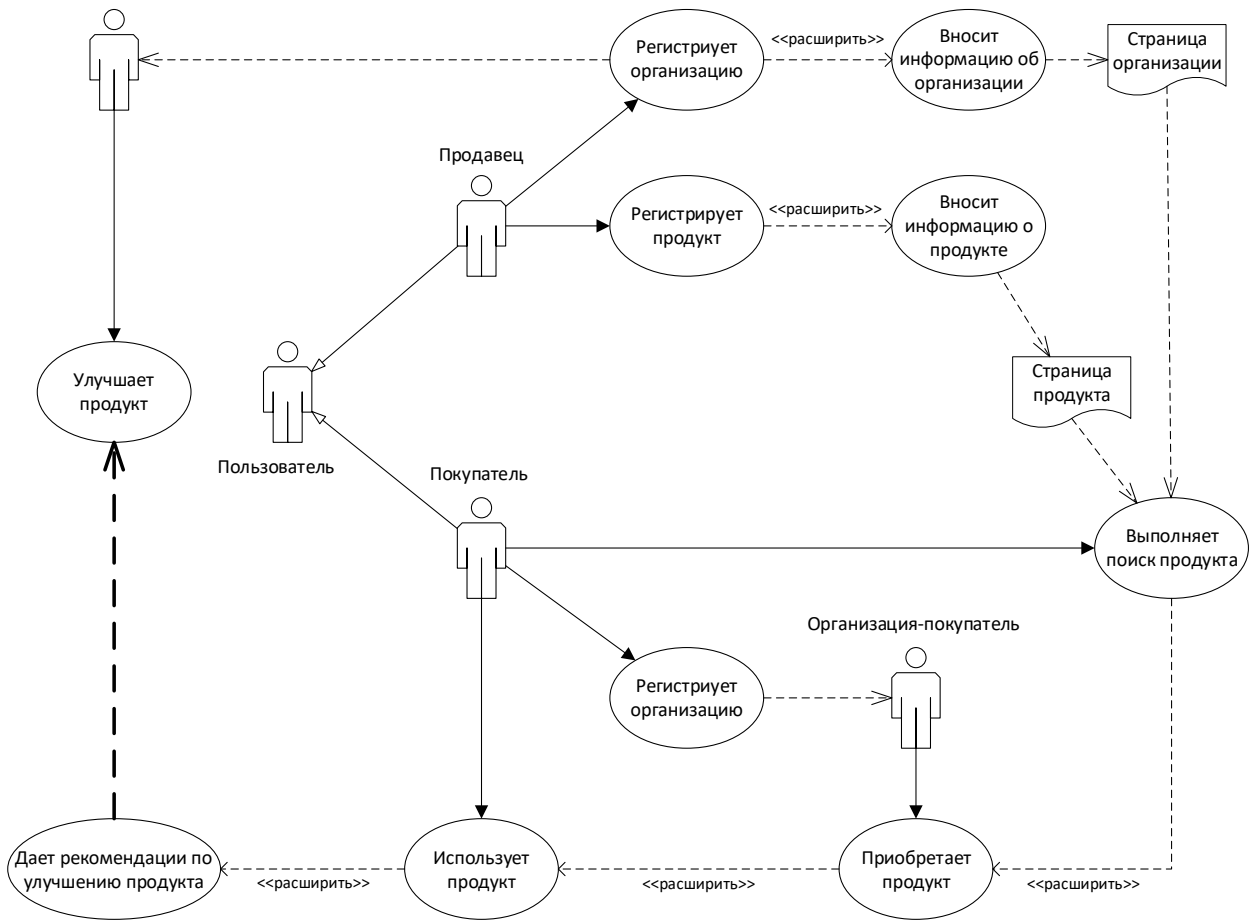 Регистриует
организацию
<<расширить>>
Вносит
информацию об
организации
Страница
организации
Продавец
Регистрирует
продукт
<<расширить>>
Вносит
информацию о
продукте
Улучшает
продукт
Страница
продукта
Пользователь
Покупатель
Выполняет
поиск продукта
Организация-покупатель
Регистриует
организацию
Дает рекомендации по
улучшению продукта
<<расширить>>
Использует
продукт
<<расширить>>
Приобретает
продукт
<<расширить>>